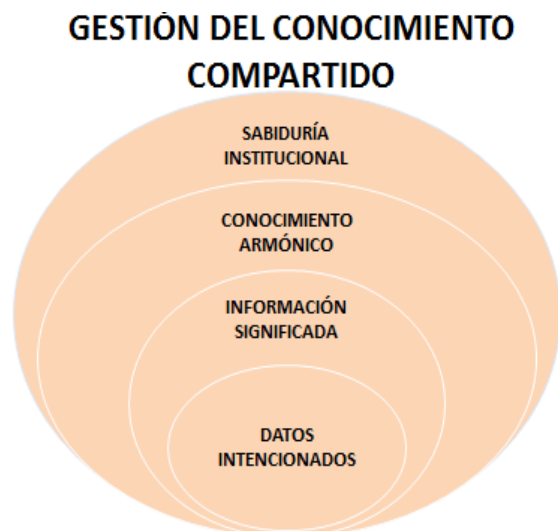 GESTIÓN DEL CONOCIMIENTO
COMPARTIDO
SABIDURÍA
INSTITUCIONAL
CONOCIMIENTO
ARMÓNICO
INFORMACIÓN
SIGNIFICADA
DATOS
INTENCIONADOS